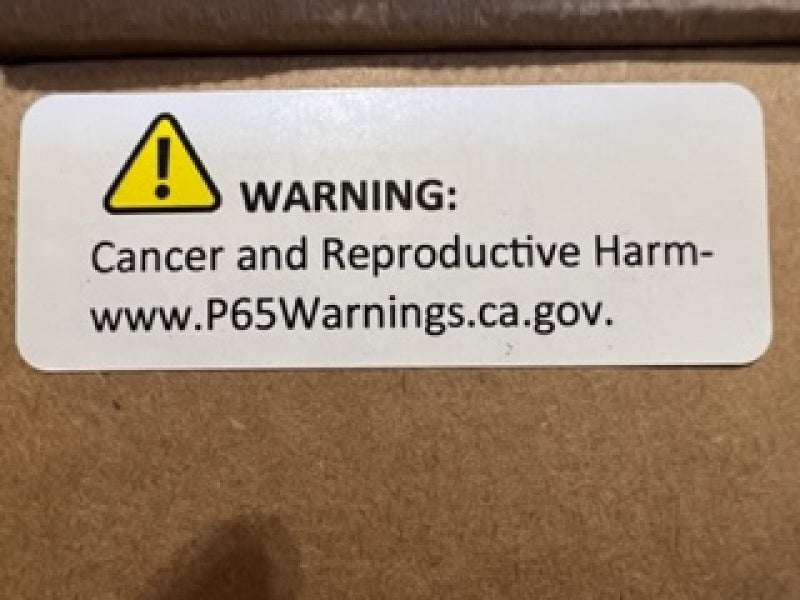 WARNING:
Cancer and Reproductive Harm-
www.P65Warnings.ca.gov.